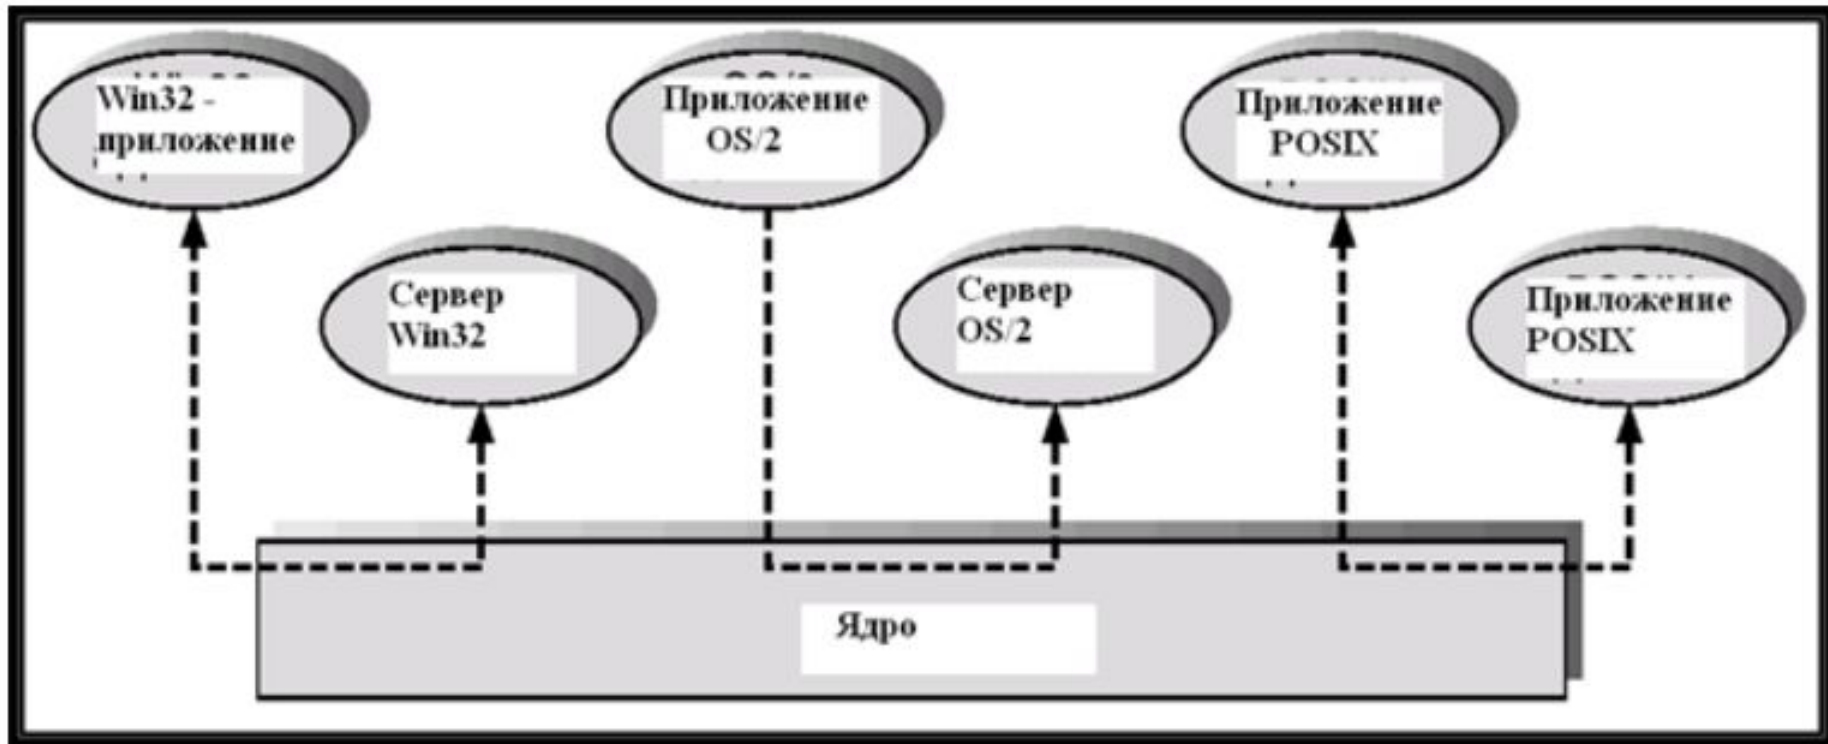 Win32 -
приложение
Приложение
OS/2
Приложение
POSIX
Сервер
Win32
Сервер
OS/2
Приложение
POSIX
Ядро